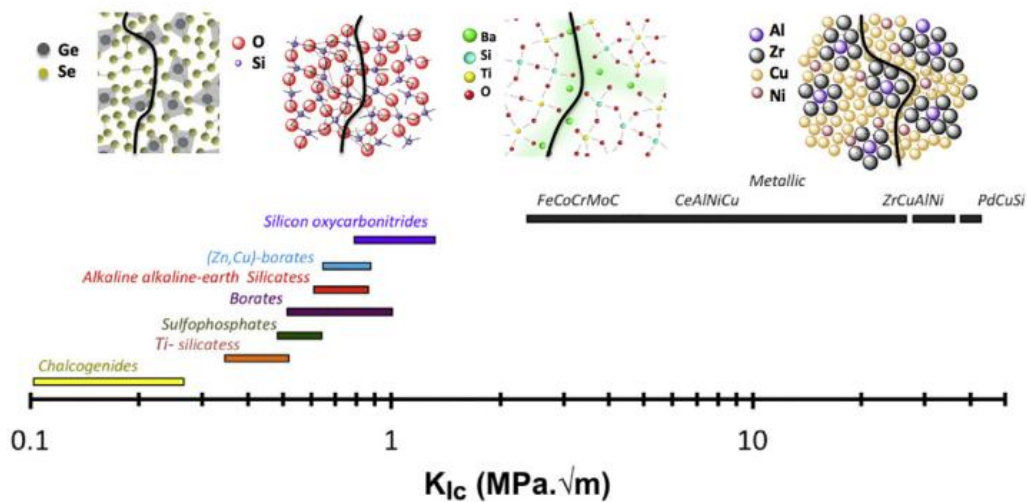 Ge
Se
O
Si
Ba
Si
Ti
O
Al
Zr
Cu
Ni
Metallic
FeCoCrMoC CeAlNiCu ZrCuAlNi PdCuSi
Silicon oxycarbonitrides
(Zn,Cu)-borates
Alkaline alkaline-earth Silicatess
Borates
Sulfophosphates
Ti- silicatess
Chalcogenides
0.1 1 10
KIc (MPa.√m)